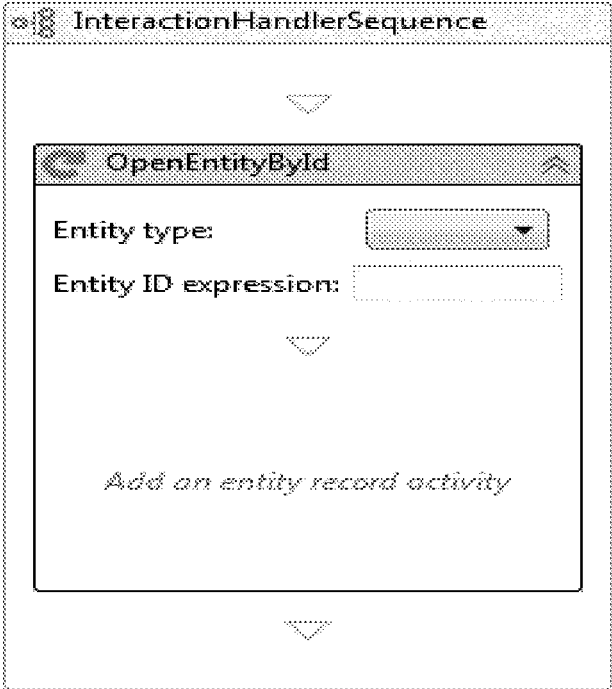 InteractionHandlerSequence
OpenEntityById
Entity type:
Entity ID expression:
Add an entity record activity